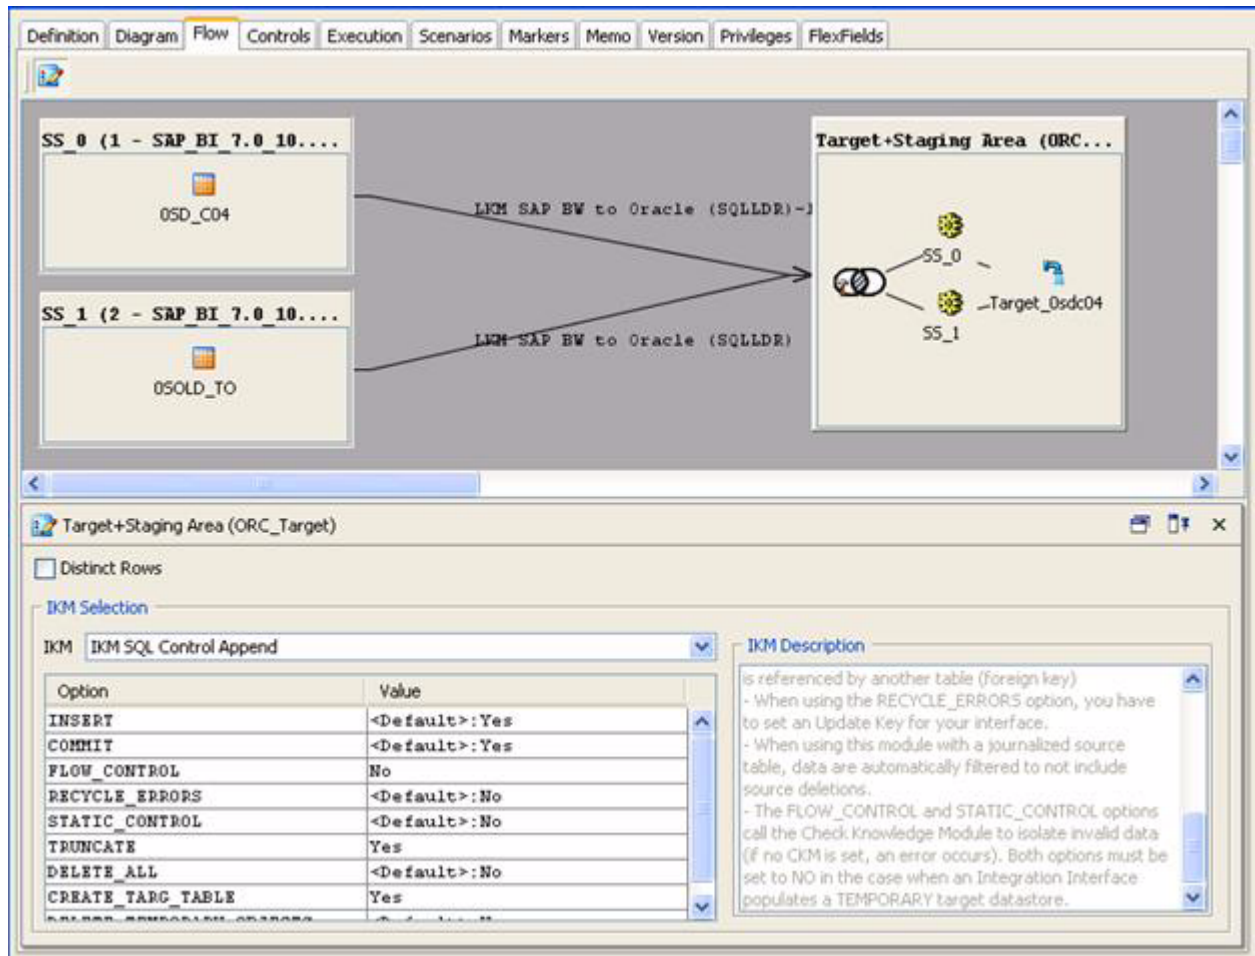 Definition Diagram Flow Controls Execution Scenarios Markers Memo Version Privileges FlexFields
SS_0 (1 - SAP_BI_7.0_10....
0SD_C04
LKM SAP BW to Oracle (SQLLDR)
SS_1 (2 - SAP_BI_7.0_10....
0SOLD_TO
LKM SAP BW to Oracle (SQLLDR)
Target+Staging Area (ORC...
SS_0
Target_0sdc04
SS_1
Target+Staging Area (ORC_Target)
Distinct Rows
IKM Selection
IKM IKM SQL Control Append
Option Value
INSERT <Default>:Yes
COMMIT <Default>:Yes
FLOW_CONTROL No
RECYCLE_ERRORS <Default>:No
STATIC_CONTROL <Default>:No
TRUNCATE Yes
DELETE_ALL <Default>:No
CREATE_TARG_TABLE Yes
IKM Description
is referenced by another table (foreign key)
- When using the RECYCLE_ERRORS option, you have
to set an Update Key for your interface.
- When using this module with a journalized source
table, data are automatically filtered to not include
source deletions.
- The FLOW_CONTROL and STATIC_CONTROL options
call the Check Knowledge Module to isolate invalid data
(if no CKM is set, an error occurs). Both options must be
set to NO in the case when an Integration Interface
populates a TEMPORARY target datastore.